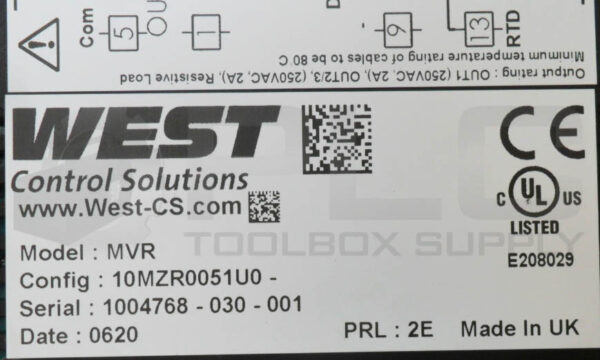 Com
5
OU
1
D
9
13
RTD
Minimum temperature rating of cables to be 80˚C
Output rating : OUT1 (250VAC, 2A), OUT2/3, (250VAC, 2A), Resistive Load
WEST
Control Solutions
www.West-CS.com
CE
C UL US
LISTED
E208029
PLC
TOOLBOX SUPPLY
Model : MVR
Config : 10MZR0051U0 -
Serial : 1004768 - 030 - 001
Date : 0620
PRL : 2E Made In UK